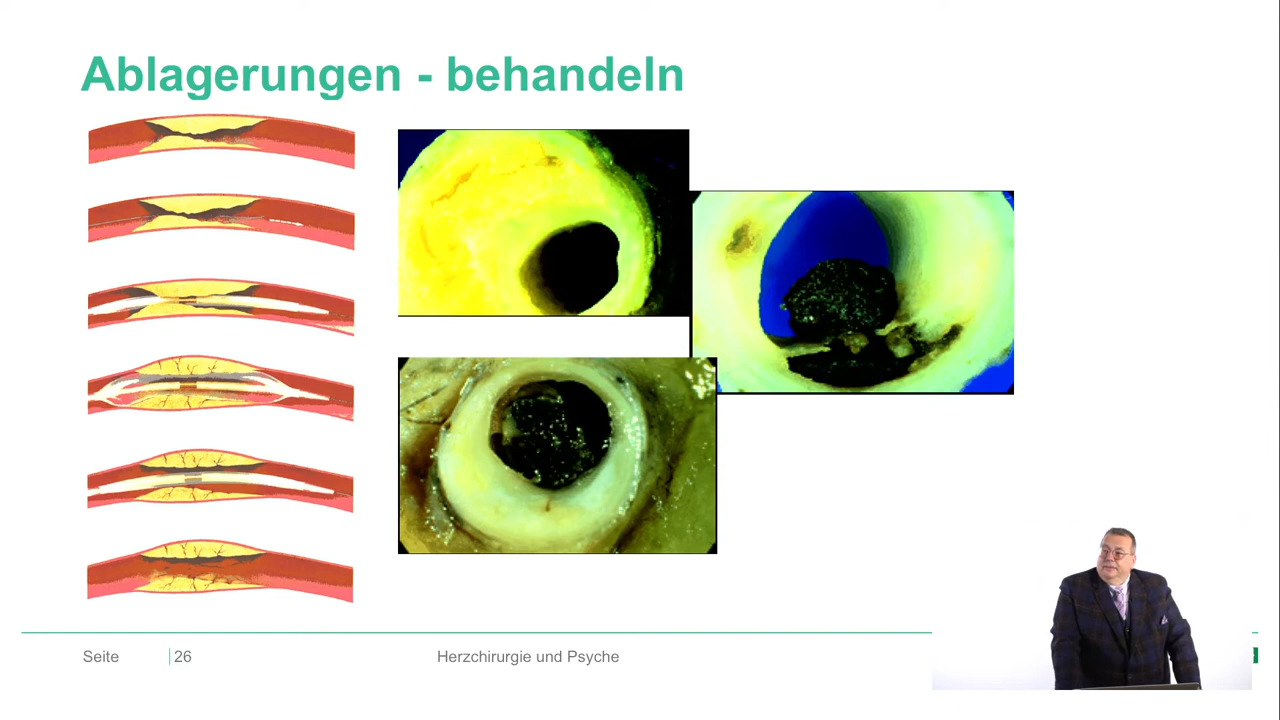 Ablagerungen - behandeln
Seite | 26 Herzchirurgie und Psyche